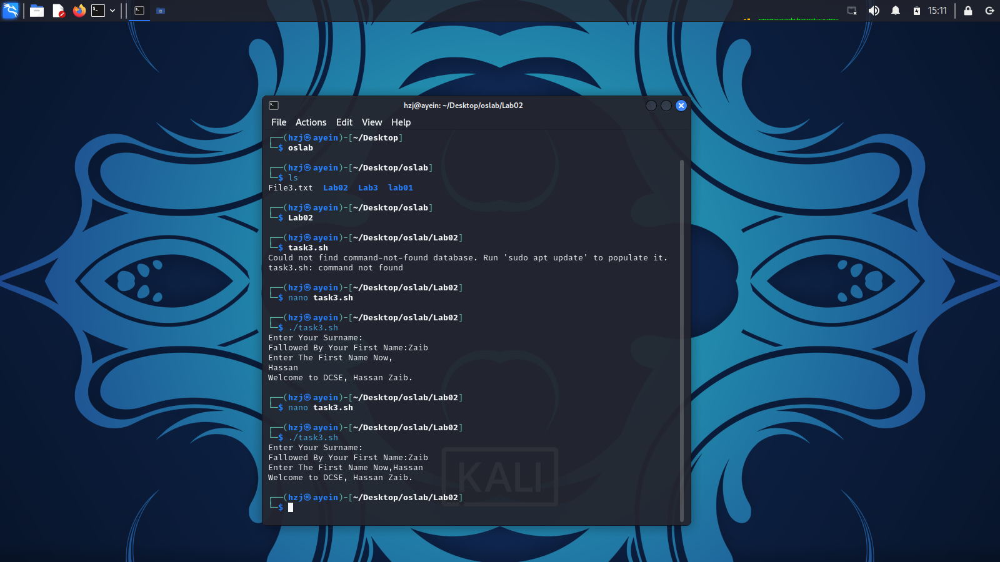 15:11
hzj@ayein: ~/Desktop/oslab/Lab02
File Actions Edit View Help
┌──(hzj㉿ayein)-[~/Desktop]
└─$ oslab
┌──(hzj㉿ayein)-[~/Desktop/oslab]
└─$ ls
File3.txt Lab02 Lab3 lab01
┌──(hzj㉿ayein)-[~/Desktop/oslab]
└─$ Lab02
┌──(hzj㉿ayein)-[~/Desktop/oslab/Lab02]
└─$ task3.sh
Could not find command-not-found database. Run 'sudo apt update' to populate it.
task3.sh: command not found
┌──(hzj㉿ayein)-[~/Desktop/oslab/Lab02]
└─$ nano task3.sh
┌──(hzj㉿ayein)-[~/Desktop/oslab/Lab02]
└─$ ./task3.sh
Enter Your Surname:
Fallowed By Your First Name:Zaib
Enter The First Name Now,
Hassan
Welcome to DCSE, Hassan Zaib.
┌──(hzj㉿ayein)-[~/Desktop/oslab/Lab02]
└─$ nano task3.sh
┌──(hzj㉿ayein)-[~/Desktop/oslab/Lab02]
└─$ ./task3.sh
Enter Your Surname:
Fallowed By Your First Name:Zaib
Enter The First Name Now,Hassan
Welcome to DCSE, Hassan Zaib.
┌──(hzj㉿ayein)-[~/Desktop/oslab/Lab02]
└─$
KALI